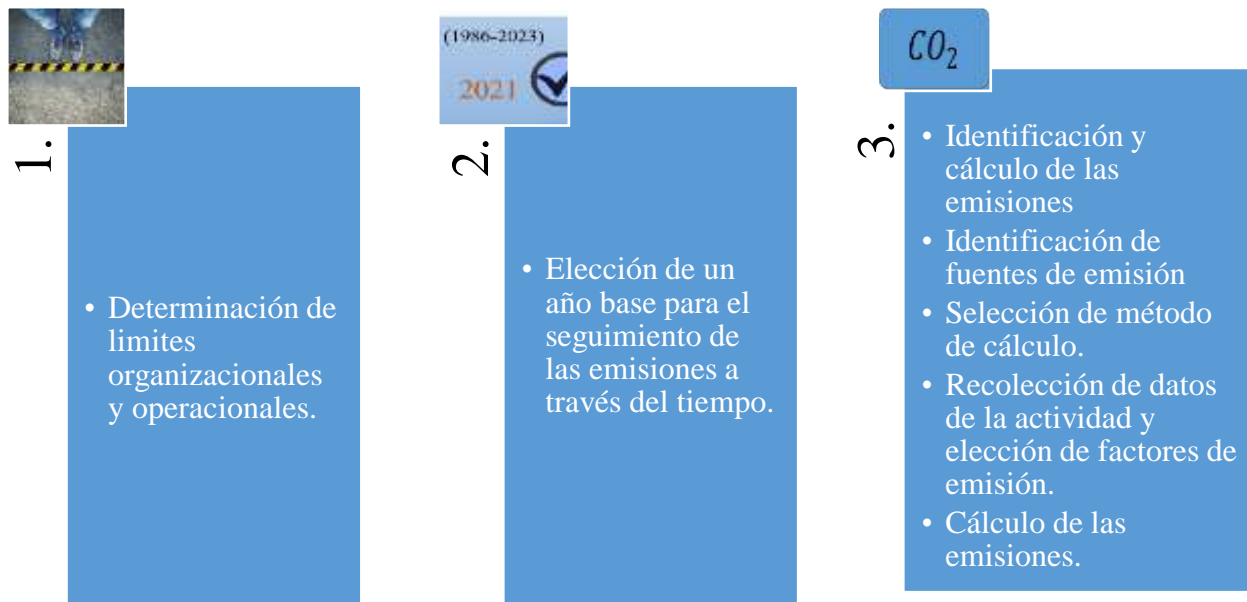 1.
• Determinación de
limites
organizacionales
y operacionales.
(1986-2023)
2021
2.
• Elección de un
año base para el
seguimiento de
las emisiones a
través del tiempo.
CO₂
3.
• Identificación y
cálculo de las
emisiones
• Identificación de
fuentes de emisión
• Selección de método
de cálculo.
• Recolección de datos
de la actividad y
elección de factores de
emisión.
• Cálculo de las
emisiones.